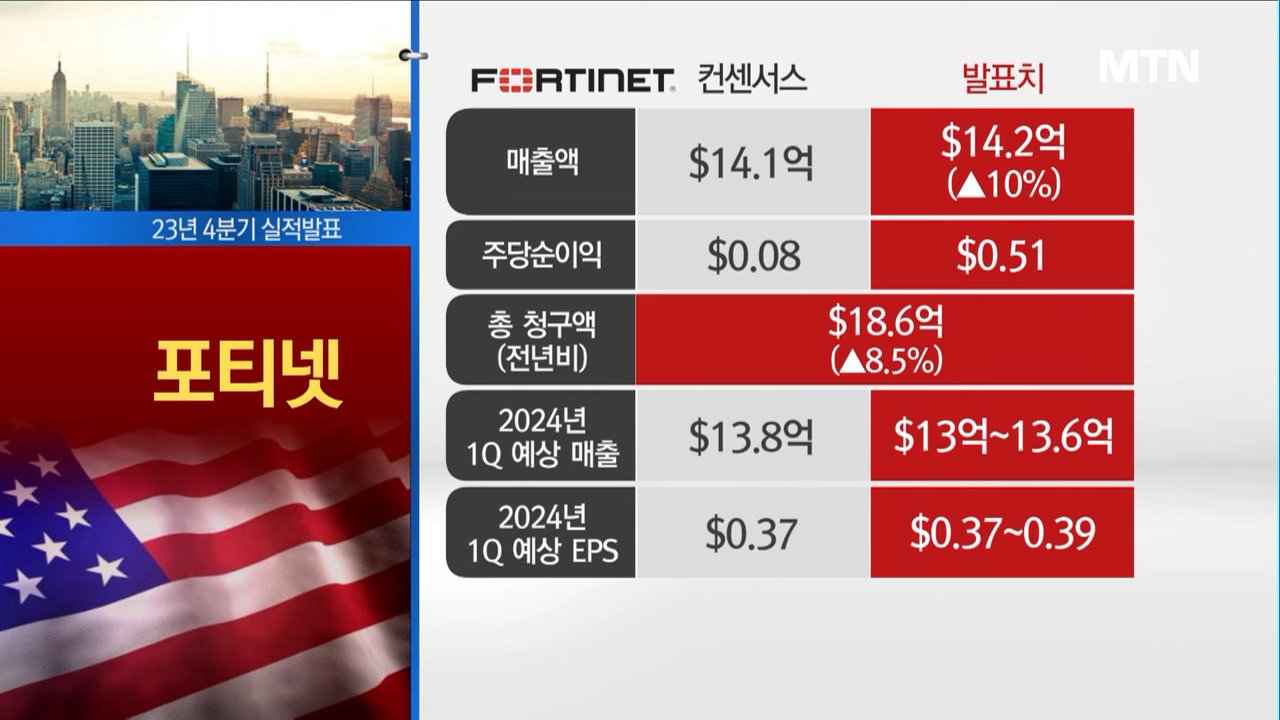 MTN
FORTINET
컨센서스
발표치
매출액
$14.1억
$14.2억
(▲10%)
23년 4분기 실적발표
주당순이익
$0.08
$0.51
포티넷
총 청구액
(전년비)
$18.6억
(▲8.5%)
2024년
1Q 예상 매출
$13.8억
$13억~13.6억
2024년
1Q 예상 EPS
$0.37
$0.37~0.39